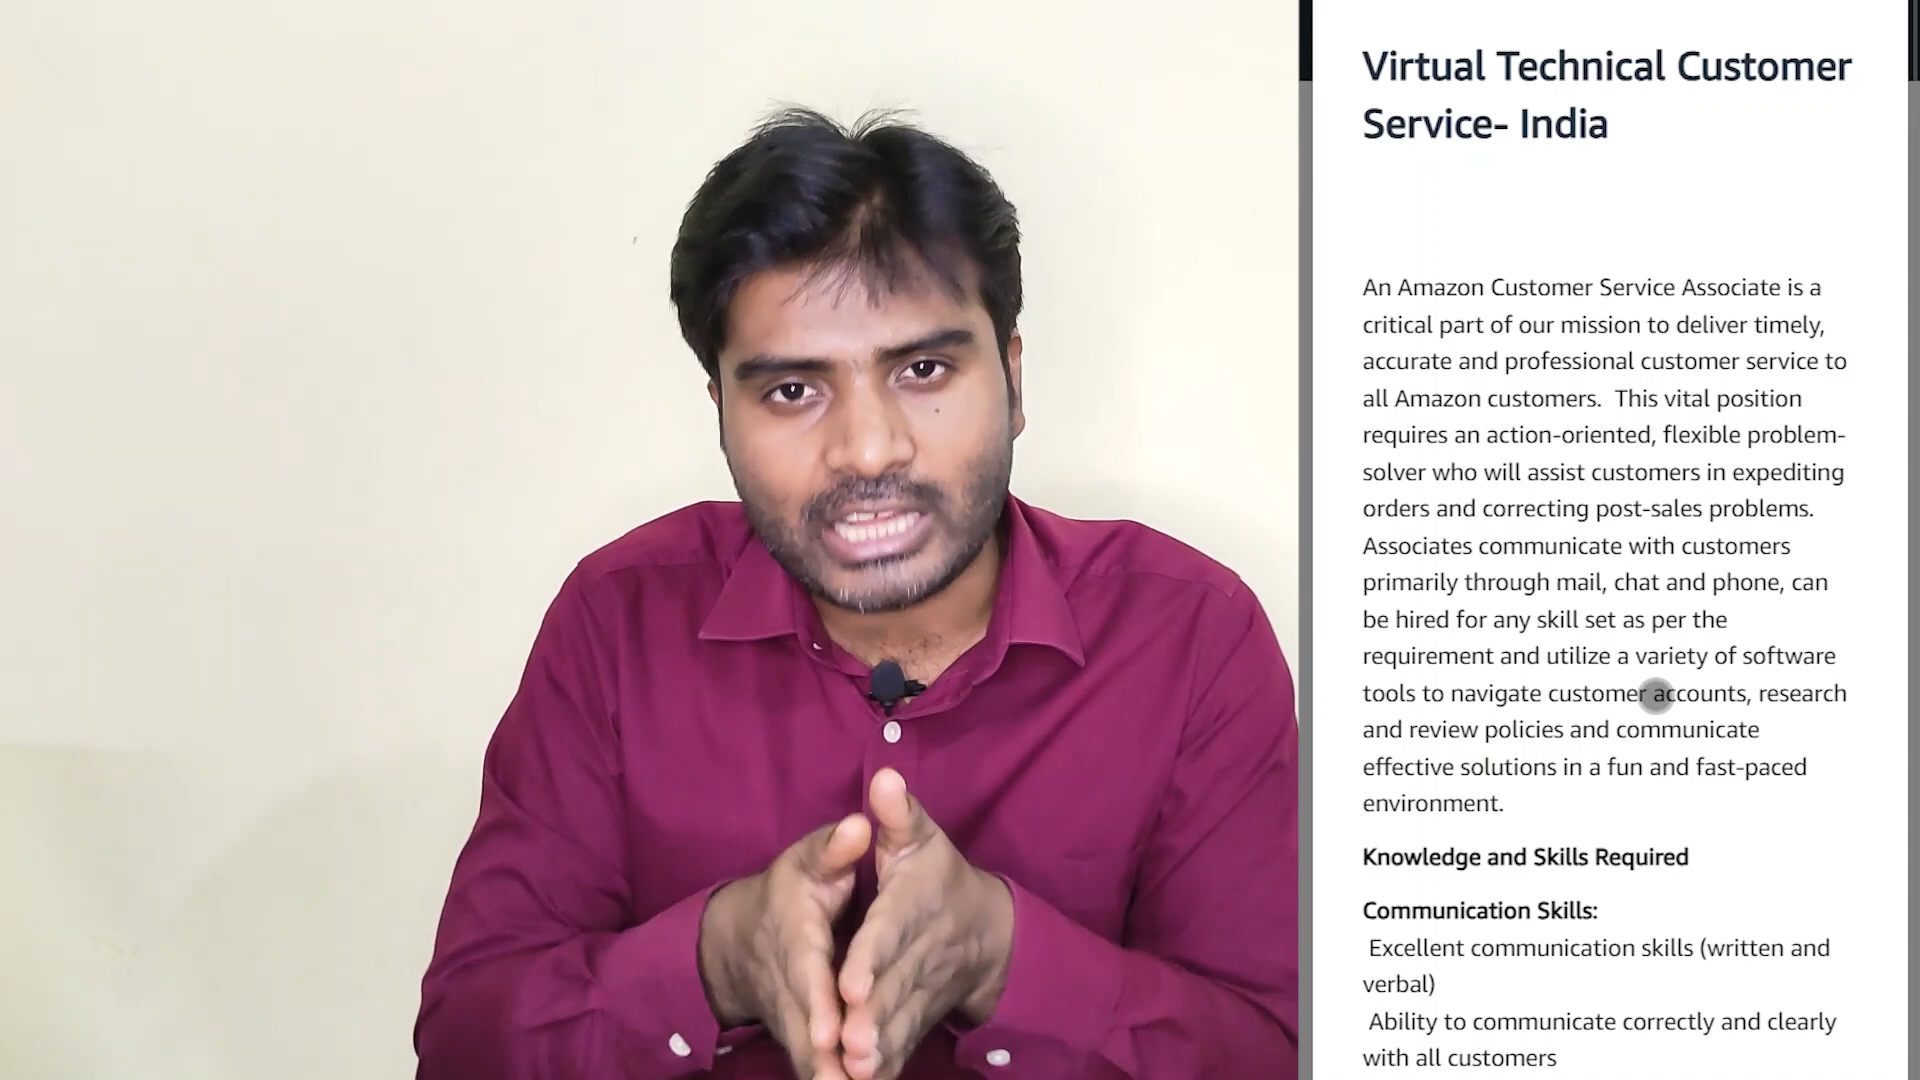 Virtual Technical Customer
Service- India
An Amazon Customer Service Associate is a
critical part of our mission to deliver timely,
accurate and professional customer service to
all Amazon customers.  This vital position
requires an action-oriented, flexible problem-
solver who will assist customers in expediting
orders and correcting post-sales problems.
Associates communicate with customers
primarily through mail, chat and phone, can
be hired for any skill set as per the
requirement and utilize a variety of software
tools to navigate customer accounts, research
and review policies and communicate
effective solutions in a fun and fast-paced
environment.
Knowledge and Skills Required
Communication Skills:
Excellent communication skills (written and
verbal)
Ability to communicate correctly and clearly
with all customers